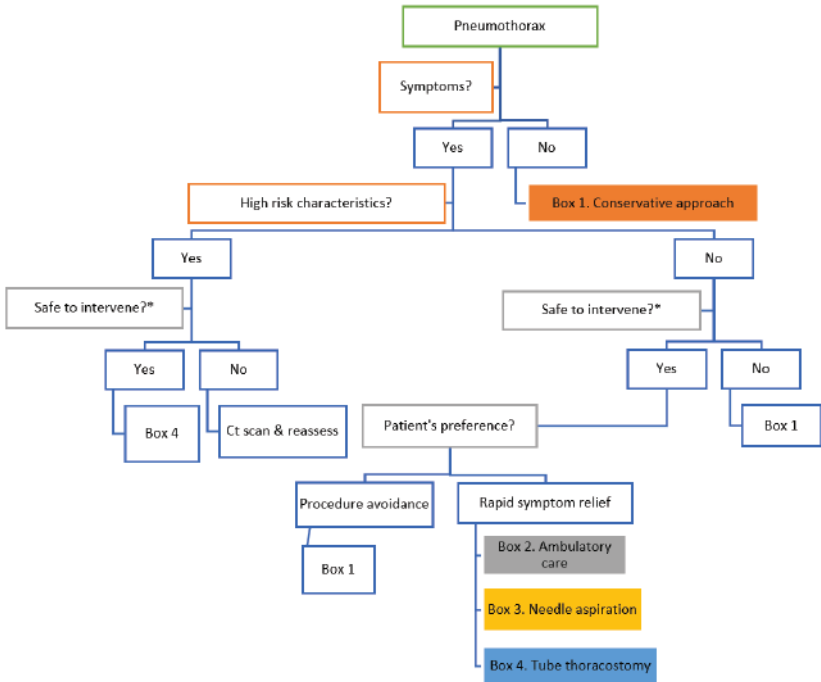 Pneumothorax
Symptoms?
Yes
No
High risk characteristics?
Box 1. Conservative approach
Yes
No
Safe to intervene?*
Safe to intervene?*
Yes
No
Yes
No
Box 4
Ct scan & reassess
Patient's preference?
Box 1
Procedure avoidance
Rapid symptom relief
Box 1
Box 2. Ambulatory
care
Box 3. Needle aspiration
Box 4. Tube thoracostomy